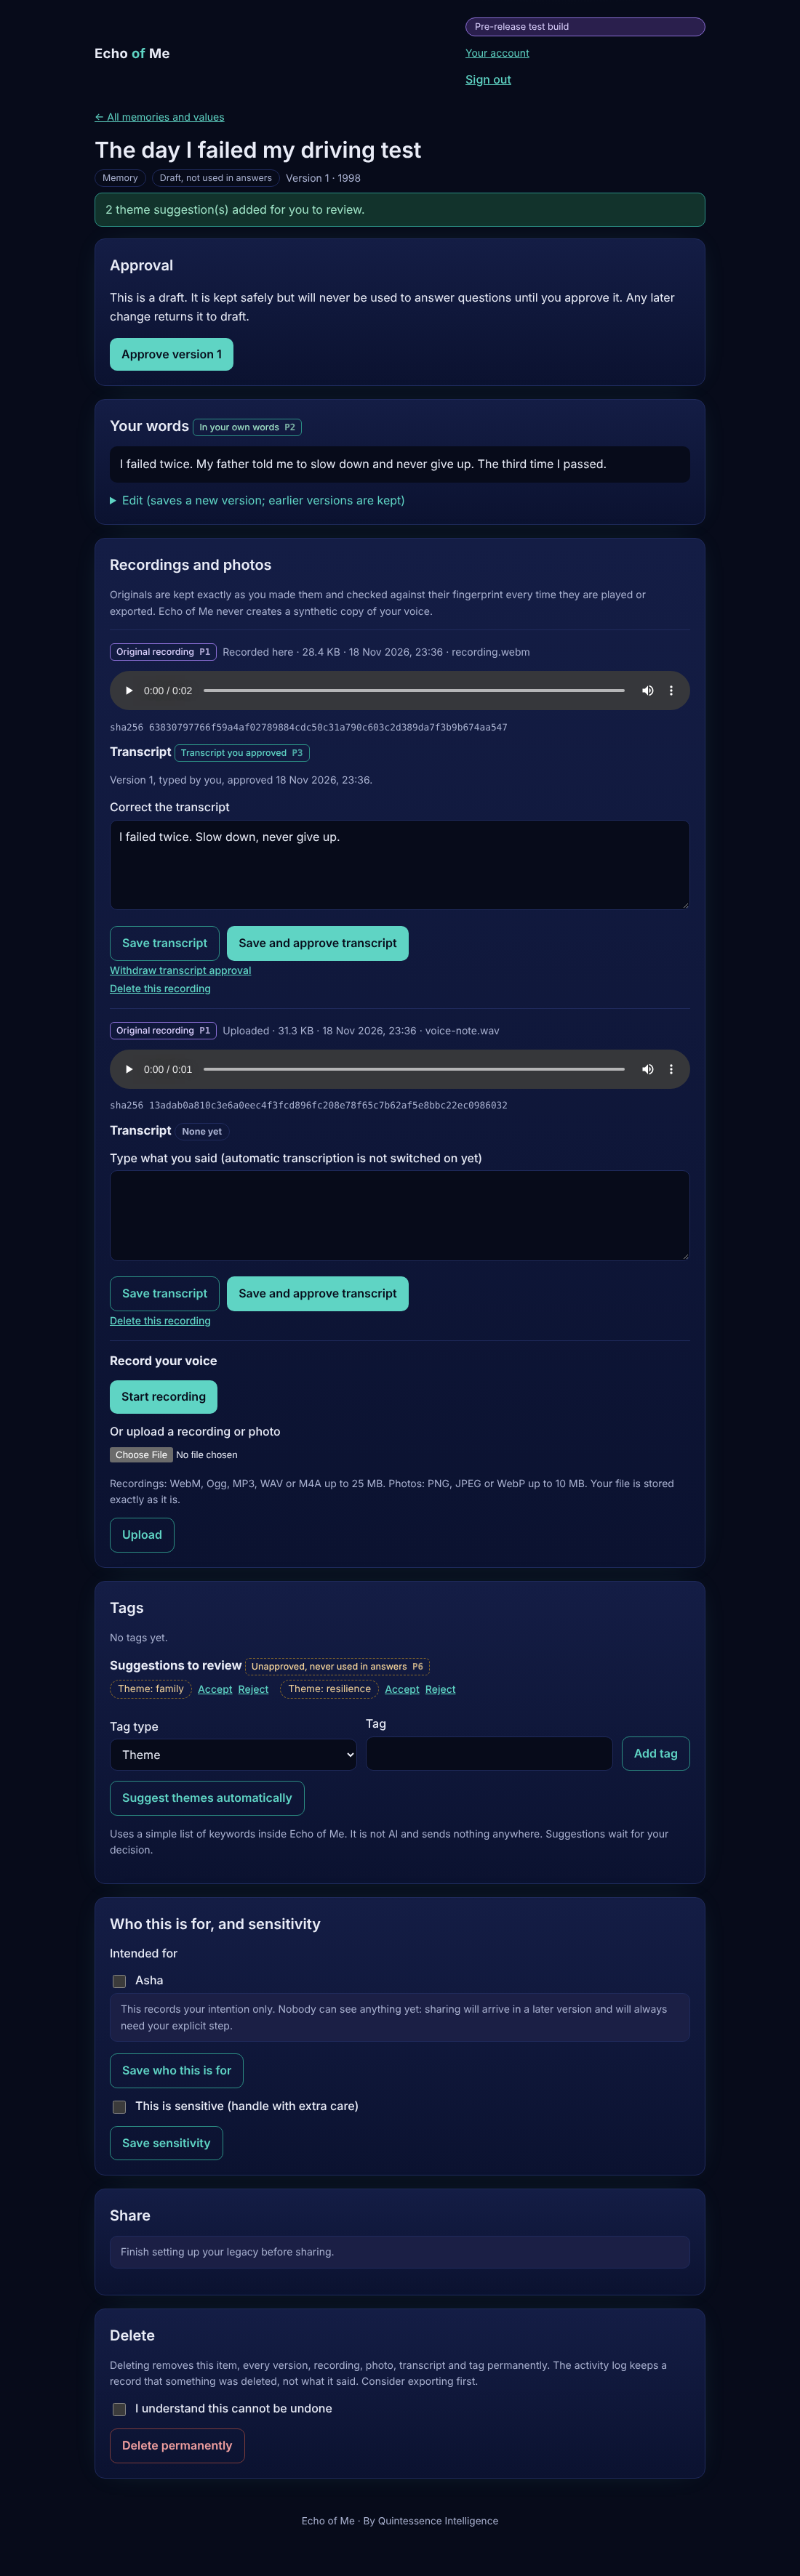 Pre-release test build
Echo of Me
Your account
Sign out
← All memories and values
The day I failed my driving test
Memory Draft, not used in answers Version 1 · 1998
2 theme suggestion(s) added for you to review.
Approval
This is a draft. It is kept safely but will never be used to answer questions until you approve it. Any later
change returns it to draft.
Approve version 1
Your words In your own words P2
I failed twice. My father told me to slow down and never give up. The third time I passed.
Edit (saves a new version; earlier versions are kept)
Recordings and photos
Originals are kept exactly as you made them and checked against their fingerprint every time they are played or
exported. Echo of Me never creates a synthetic copy of your voice.
Original recording P1 Recorded here · 28.4 KB · 18 Nov 2026, 23:36 · recording.webm
0:00 / 0:02
sha256 63830797766f59a4af02789884cdc50c31a790c603c2d389da7f3b9b674aa547
Transcript Transcript you approved P3
Version 1, typed by you, approved 18 Nov 2026, 23:36.
Correct the transcript
I failed twice. Slow down, never give up.
Save transcript Save and approve transcript
Withdraw transcript approval
Delete this recording
Original recording P1 Uploaded · 31.3 KB · 18 Nov 2026, 23:36 · voice-note.wav
0:00 / 0:01
sha256 13adab0a810c3e6a0eec4f3fcd896fc208e78f65c7b62af5e8bbc22ec0986032
Transcript None yet
Type what you said (automatic transcription is not switched on yet)
Save transcript Save and approve transcript
Delete this recording
Record your voice
Start recording
Or upload a recording or photo
Choose File No file chosen
Recordings: WebM, Ogg, MP3, WAV or M4A up to 25 MB. Photos: PNG, JPEG or WebP up to 10 MB. Your file is stored
exactly as it is.
Upload
Tags
No tags yet.
Suggestions to review Unapproved, never used in answers P6
Theme: family Accept Reject Theme: resilience Accept Reject
Tag type
Tag
Theme
Add tag
Suggest themes automatically
Uses a simple list of keywords inside Echo of Me. It is not AI and sends nothing anywhere. Suggestions wait for your
decision.
Who this is for, and sensitivity
Intended for
Asha
This records your intention only. Nobody can see anything yet: sharing will arrive in a later version and will always
need your explicit step.
Save who this is for
This is sensitive (handle with extra care)
Save sensitivity
Share
Finish setting up your legacy before sharing.
Delete
Deleting removes this item, every version, recording, photo, transcript and tag permanently. The activity log keeps a
record that something was deleted, not what it said. Consider exporting first.
I understand this cannot be undone
Delete permanently
Echo of Me · By Quintessence Intelligence